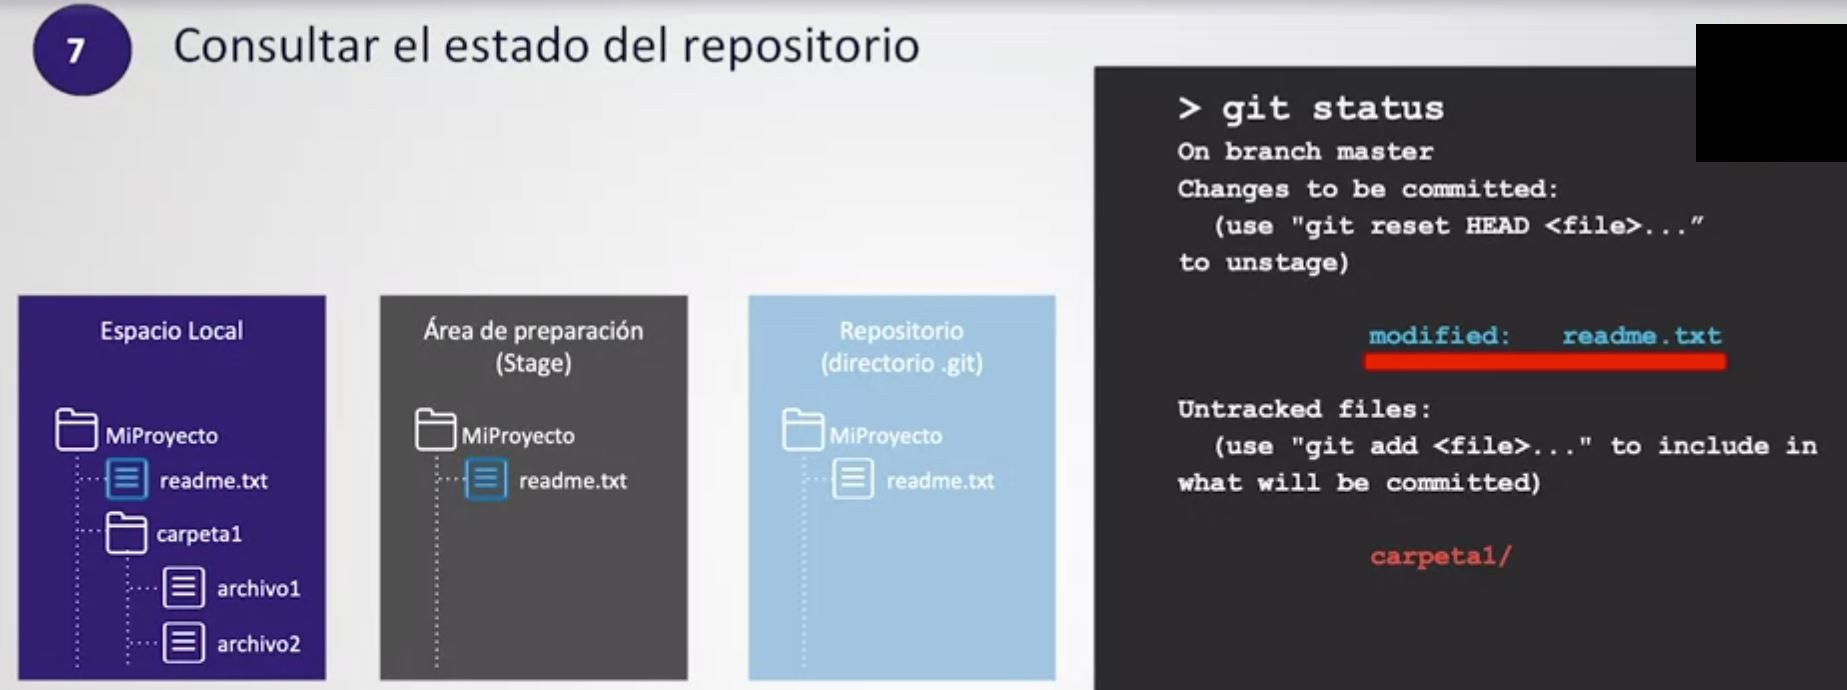 7
Consultar el estado del repositorio
Espacio Local
MiProyecto
readme.txt
carpeta1
archivo1
archivo2
Área de preparación
(Stage)
MiProyecto
readme.txt
Repositorio
(directorio .git)
MiProyecto
readme.txt
> git status
On branch master
Changes to be committed:
(use "git reset HEAD <file>...”
to unstage)
modified: readme.txt
Untracked files:
(use "git add <file>..." to include in
what will be committed)
carpeta1/